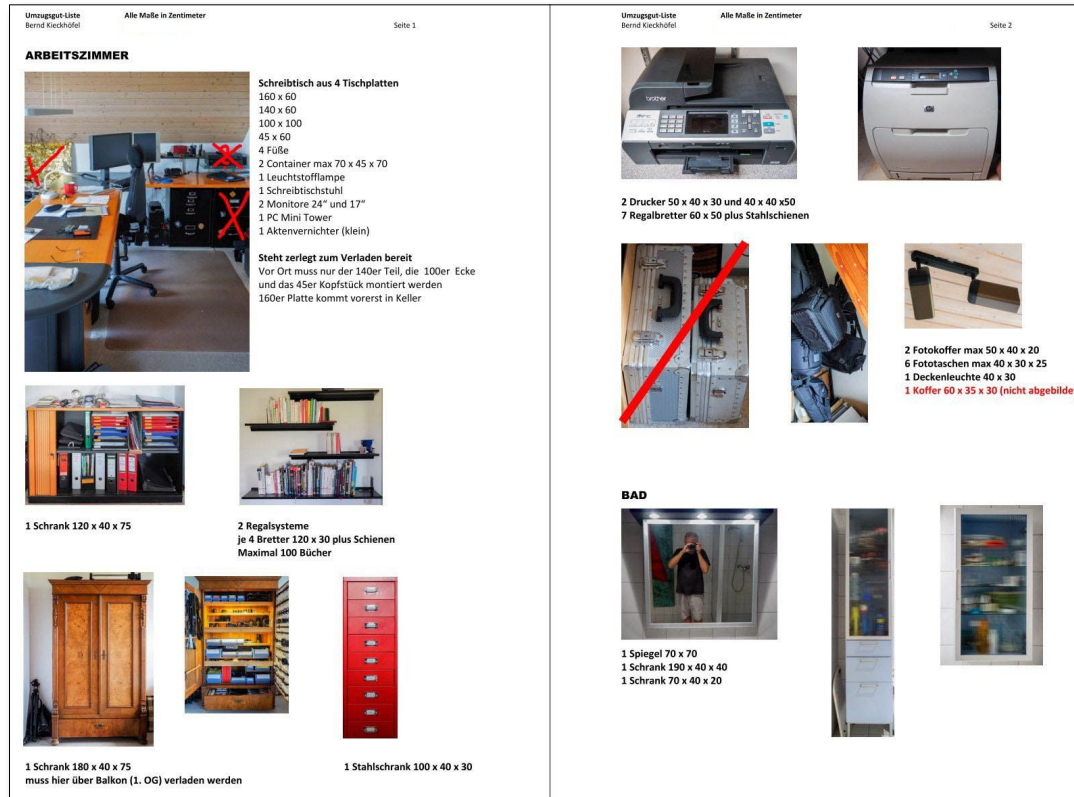 Umzugsgut-Liste Alle Maße in Zentimeter
Bernd Kieckhöfel Seite 1
ARBEITSZIMMER
Schreibtisch aus 4 Tischplatten
160 x 60
140 x 60
100 x 100
45 x 60
4 Füße
2 Container max 70 x 45 x 70
1 Leuchtstofflampe
1 Schreibtischstuhl
2 Monitore 24“ und 17“
1 PC Mini Tower
1 Aktenvernichter (klein)
Steht zerlegt zum Verladen bereit
Vor Ort muss nur der 140er Teil, die 100er Ecke
und das 45er Kopfstück montiert werden
160er Platte kommt vorerst in Keller
1 Schrank 120 x 40 x 75
2 Regalsysteme
je 4 Bretter 120 x 30 plus Schienen
Maximal 100 Bücher
1 Schrank 180 x 40 x 75
muss hier über Balkon (1. OG) verladen werden
1 Stahlschrank 100 x 40 x 30
Umzugsgut-Liste Alle Maße in Zentimeter
Bernd Kieckhöfel Seite 2
brother
hp
2 Drucker 50 x 40 x 30 und 40 x 40 x50
7 Regalbretter 60 x 50 plus Stahlschienen
2 Fotokoffer max 50 x 40 x 20
6 Fototaschen max 40 x 30 x 25
1 Deckenleuchte 40 x 30
1 Koffer 60 x 35 x 30 (nicht abgebilde
BAD
1 Spiegel 70 x 70
1 Schrank 190 x 40 x 40
1 Schrank 70 x 40 x 20